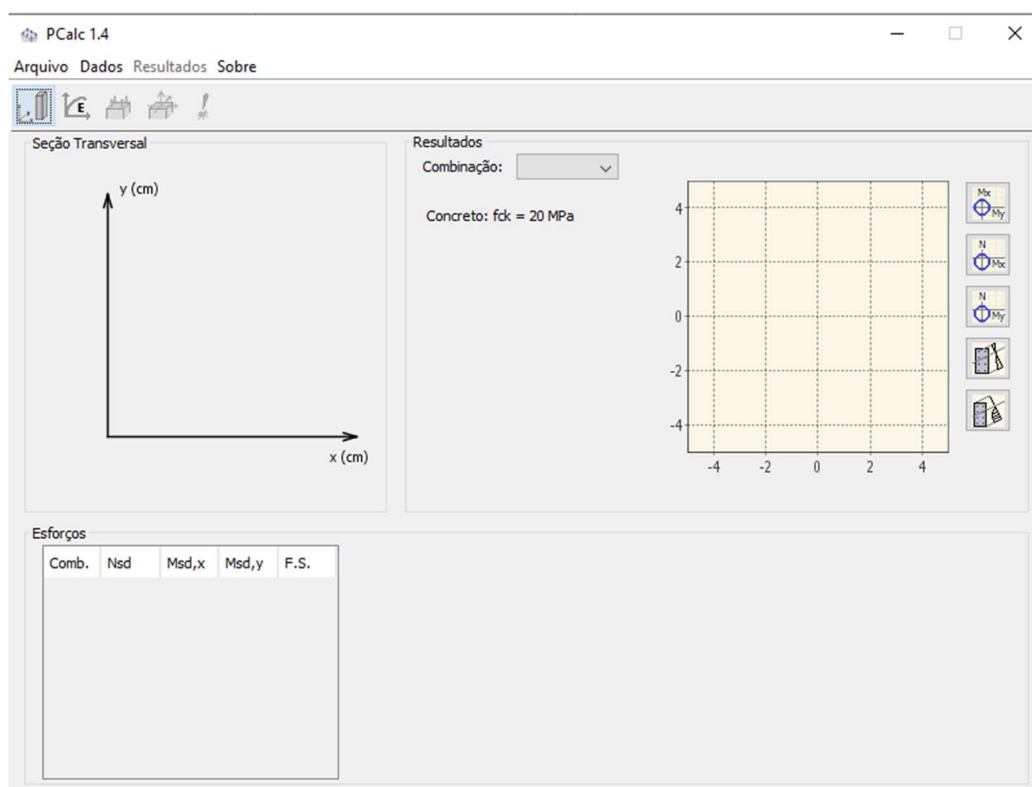 PCalc 1.4
Arquivo Dados Resultados Sobre
E
Seção Transversal
y (cm)
x (cm)
Resultados
Combinação:
Concreto: fck = 20 MPa
4
2
0
-2
-4
-4 -2 0 2 4
Mx
My
N
Mx
N
My
Esforços
Comb. Nsd Msd,x Msd,y F.S.